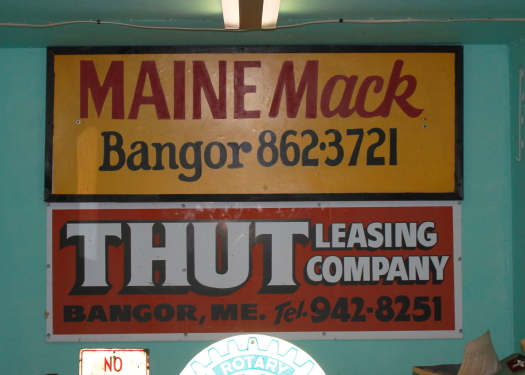 MAINE Mack
Bangor 862-3721
THUT LEASING
COMPANY
BANGOR, ME. Tel. 942-8251
NO
ROTARY